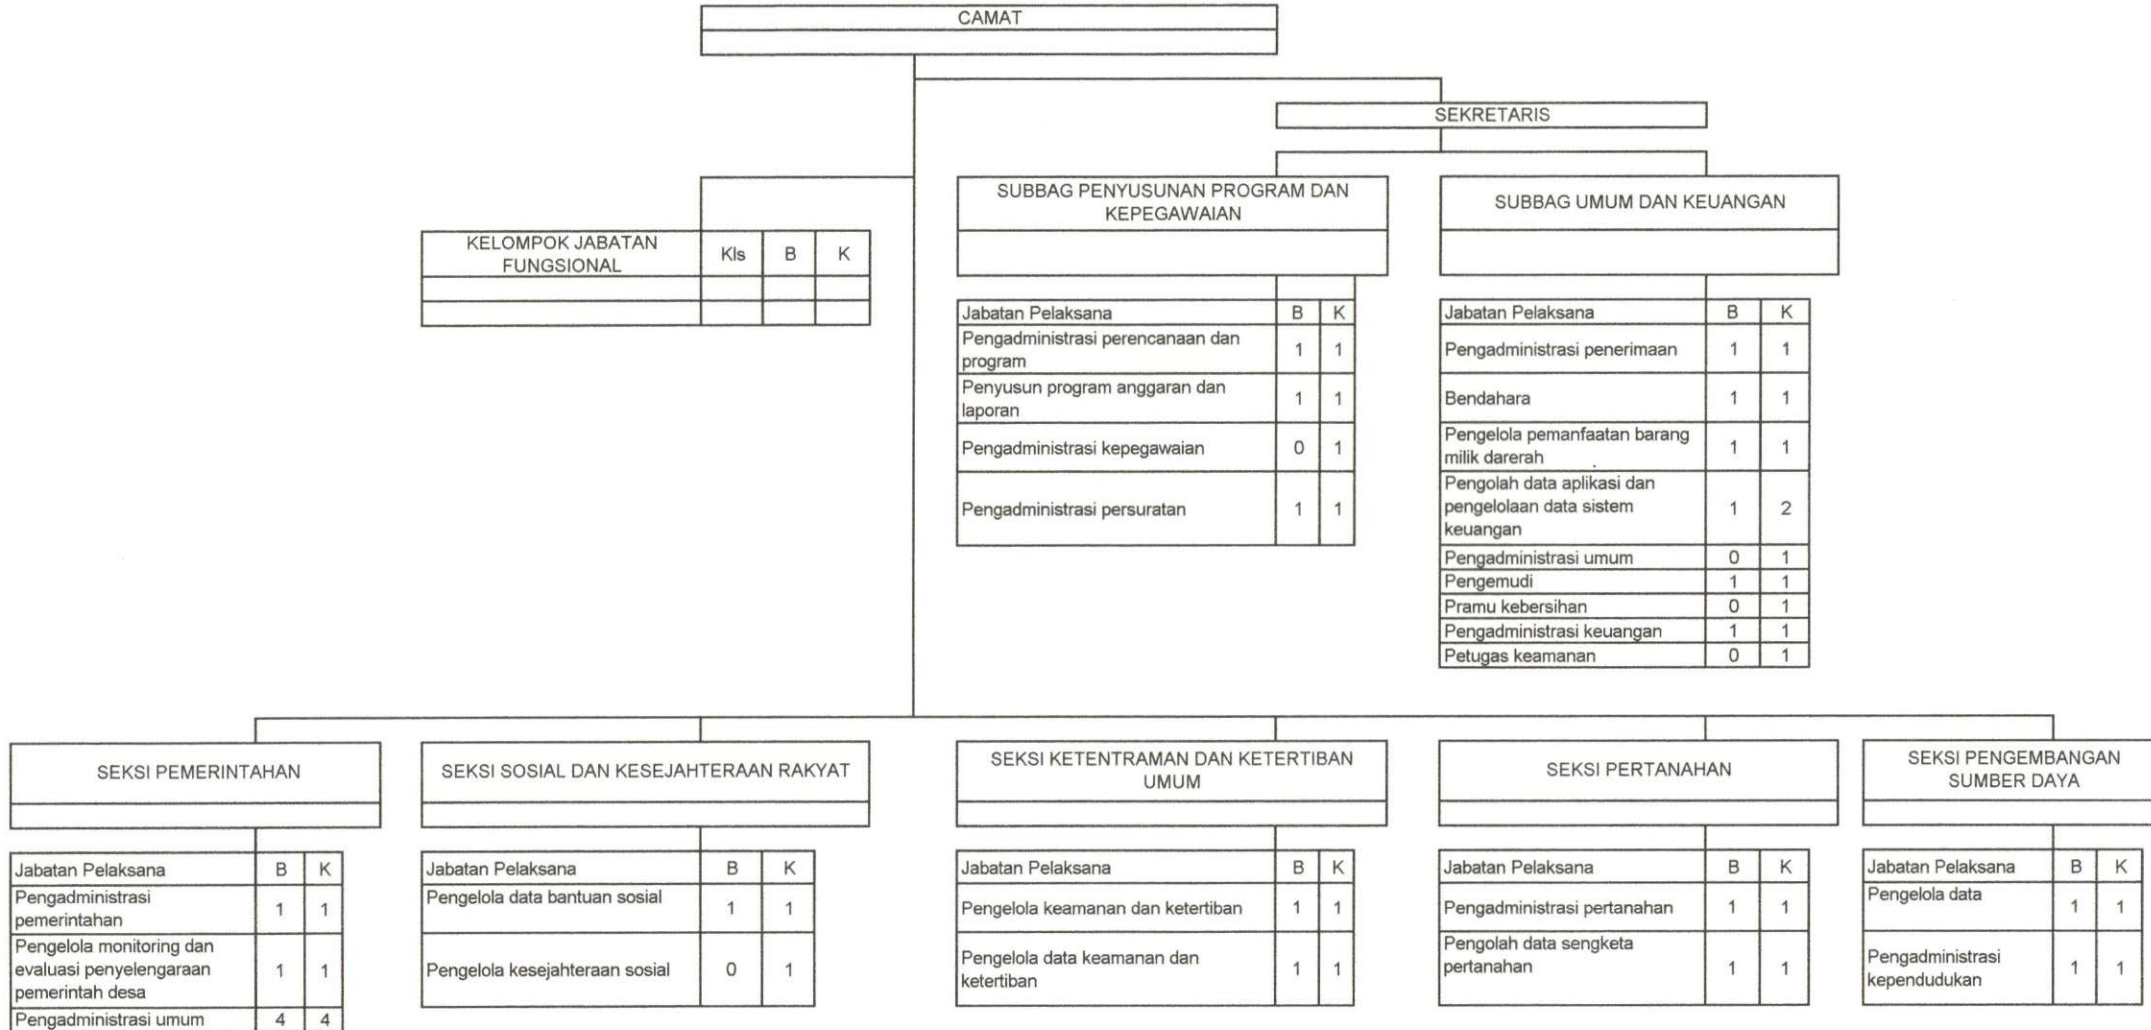 CAMAT
SEKRETARIS
SUBBAG PENYUSUNAN PROGRAM DAN
KEPEGAWAIAN
SUBBAG UMUM DAN KEUANGAN
KELOMPOK JABATAN
FUNGSIONAL
Kls B K
Jabatan Pelaksana B K
Pengadministrasi perencanaan dan
program 1 1
Penyusun program anggaran dan
laporan 1 1
Pengadministrasi kepegawaian 0 1
Pengadministrasi persuratan 1 1
Jabatan Pelaksana B K
Pengadministrasi penerimaan 1 1
Bendahara 1 1
Pengelola pemanfaatan barang
milik darerah 1 1
Pengolah data aplikasi dan
pengelolaan data sistem 1 2
keuangan
Pengadministrasi umum 0 1
Pengemudi 1 1
Pramu kebersihan 0 1
Pengadministrasi keuangan 1 1
Petugas keamanan 0 1
SEKSI PEMERINTAHAN
Jabatan Pelaksana B K
Pengadministrasi
pemerintahan 1 1
Pengelola monitoring dan
evaluasi penyelengaraan 1 1
pemerintah desa
Pengadministrasi umum 4 4
SEKSI SOSIAL DAN KESEJAHTERAAN RAKYAT
Jabatan Pelaksana B K
Pengelola data bantuan sosial 1 1
Pengelola kesejahteraan sosial 0 1
SEKSI KETENTRAMAN DAN KETERTIBAN
UMUM
Jabatan Pelaksana B K
Pengelola keamanan dan ketertiban 1 1
Pengelola data keamanan dan
ketertiban 1 1
SEKSI PERTANAHAN
Jabatan Pelaksana B K
Pengadministrasi pertanahan 1 1
Pengolah data sengketa
pertanahan 1 1
SEKSI PENGEMBANGAN
SUMBER DAYA
Jabatan Pelaksana B K
Pengelola data 1 1
Pengadministrasi
kependudukan 1 1